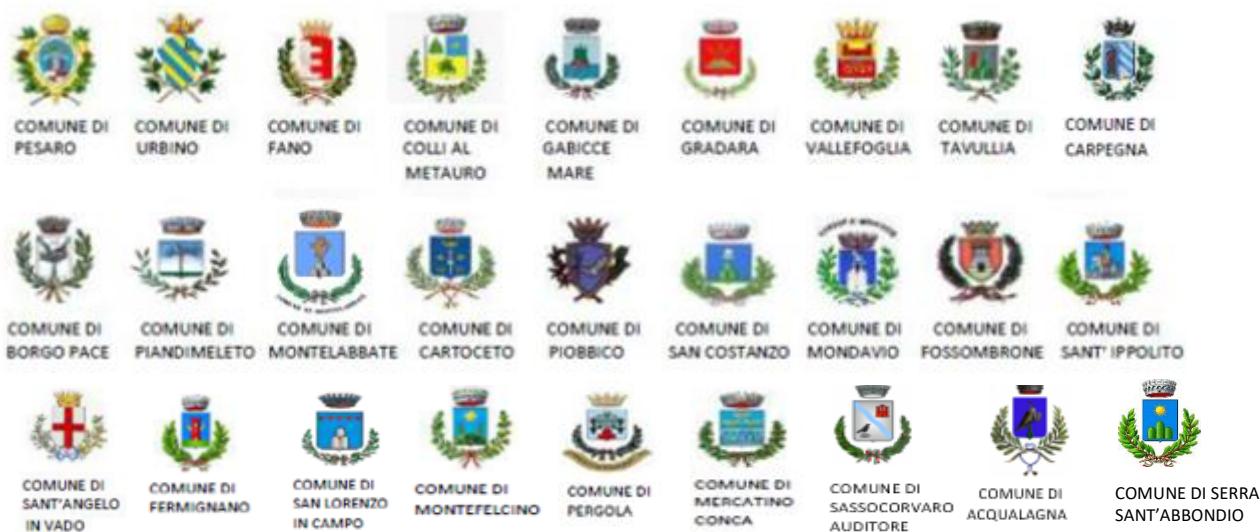 COMUNE DI
PESARO
COMUNE DI
URBINO
COMUNE DI
FANO
COMUNE DI
COLLI AL
METAURO
COMUNE DI
GABICCE
MARE
COMUNE DI
GRADARA
COMUNE DI
VALLEFOGLIA
COMUNE DI
TAVULLIA
COMUNE DI
CARPEGNA
COMUNE DI
BORGO PACE
COMUNE DI
PIANDIMELETO
COMUNE DI
MONTELABBATE
COMUNE DI
CARTOCETO
COMUNE DI
PIOBBICO
COMUNE DI
SAN COSTANZO
COMUNE DI
MONDAVIO
COMUNE DI
FOSSOMBRONE
COMUNE DI
SANT' IPPOLITO
COMUNE DI
SANT'ANGELO
IN VADO
COMUNE DI
FERMIGNANO
COMUNE DI
SAN LORENZO
IN CAMPO
COMUNE DI
MONTEFELCINO
COMUNE DI
PERGOLA
COMUNE DI
MERCATINO
CONCA
COMUNE DI
SASSOCORVARO
AUDITORE
COMUNE DI
ACQUALAGNA
COMUNE DI SERRA
SANT'ABBONDIO